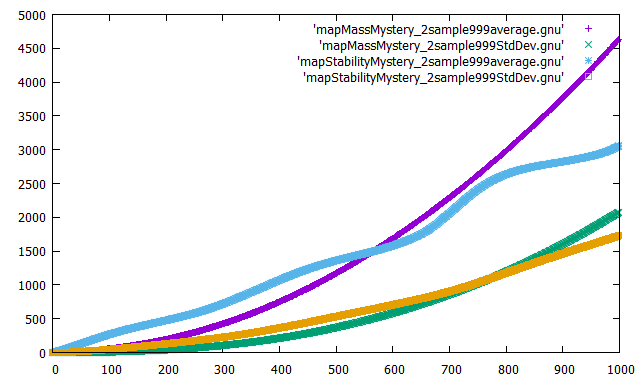 5000
4500
4000
3500
3000
2500
2000
1500
1000
500
0
'mapMassMystery_2sample999average.gnu'
'mapMassMystery_2sample999StdDev.gnu'
'mapStabilityMystery_2sample999average.gnu'
'mapStabilityMystery_2sample999StdDev.gnu'
0 100 200 300 400 500 600 700 800 900 1000